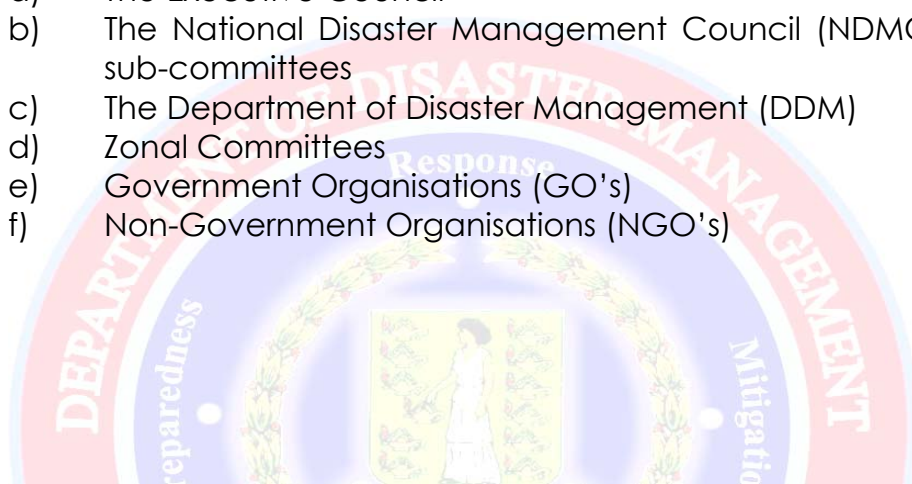 a) The Executive Council
b) The National Disaster Management Council (NDMC
sub-committees
c) The Department of Disaster Management (DDM)
d) Zonal Committees
e) Government Organisations (GO's)
f) Non-Government Organisations (NGO's)
DEPARTMENT OF DISASTER MANAGEMENT
Response
Preparedness
Mitigatio